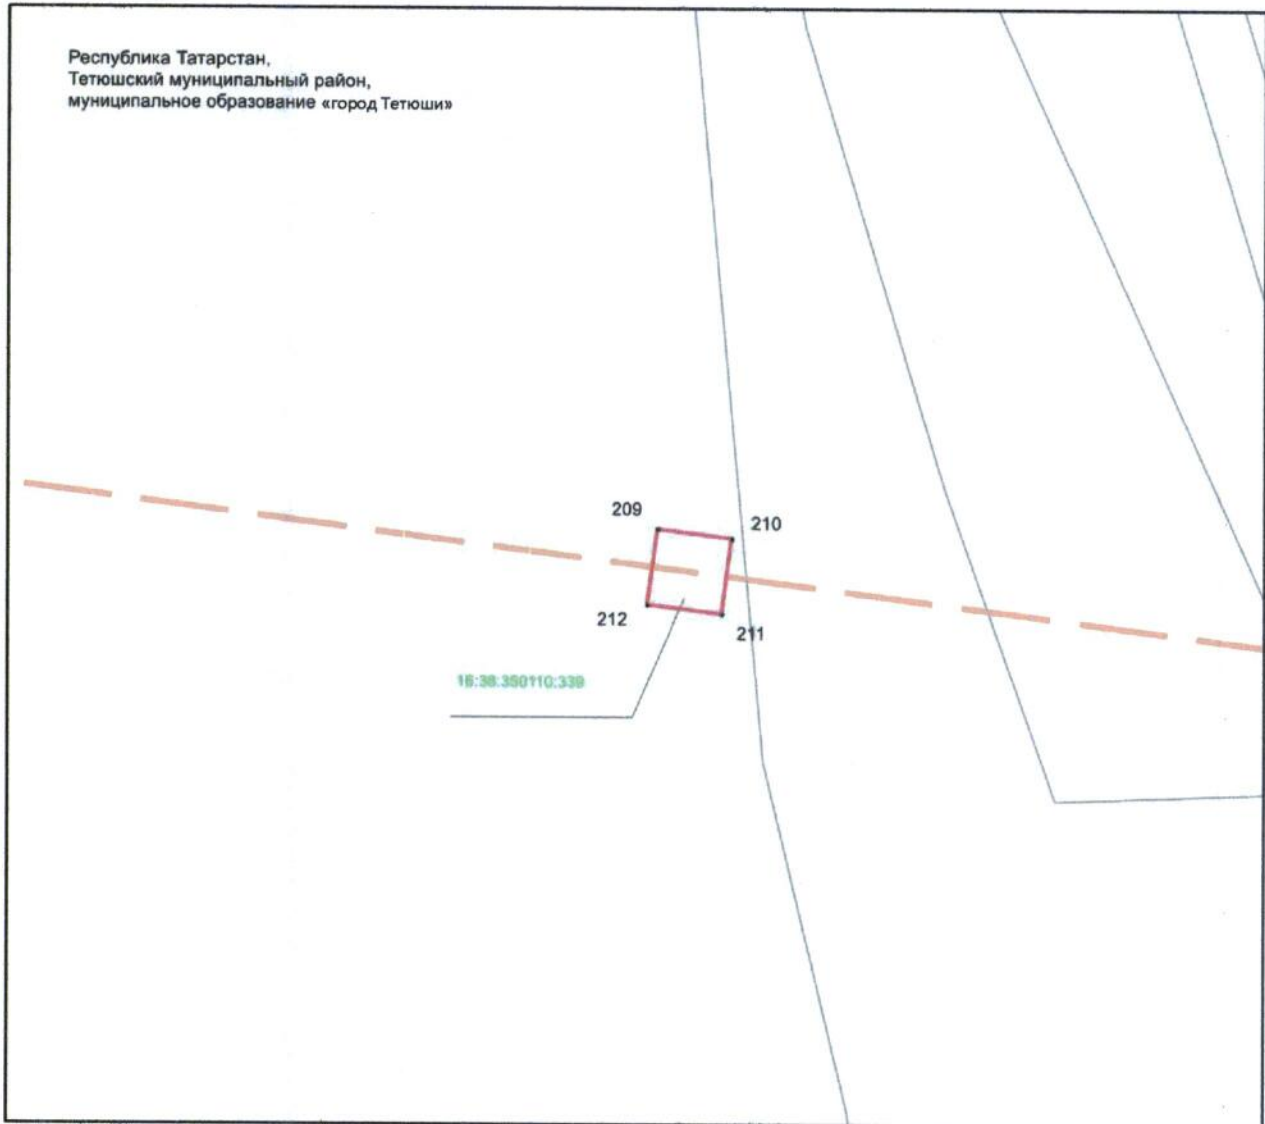 Республика Татарстан,
Тетюшский муниципальный район,
муниципальное образование «город Тетюши»
209
210
212
211
16:38:350110:339